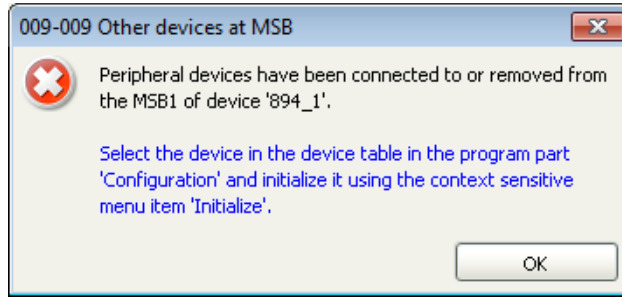 009-009 Other devices at MSB
Peripheral devices have been connected to or removed from
the MSB1 of device '894_1'.
Select the device in the device table in the program part
'Configuration' and initialize it using the context sensitive
menu item 'Initialize'.
OK